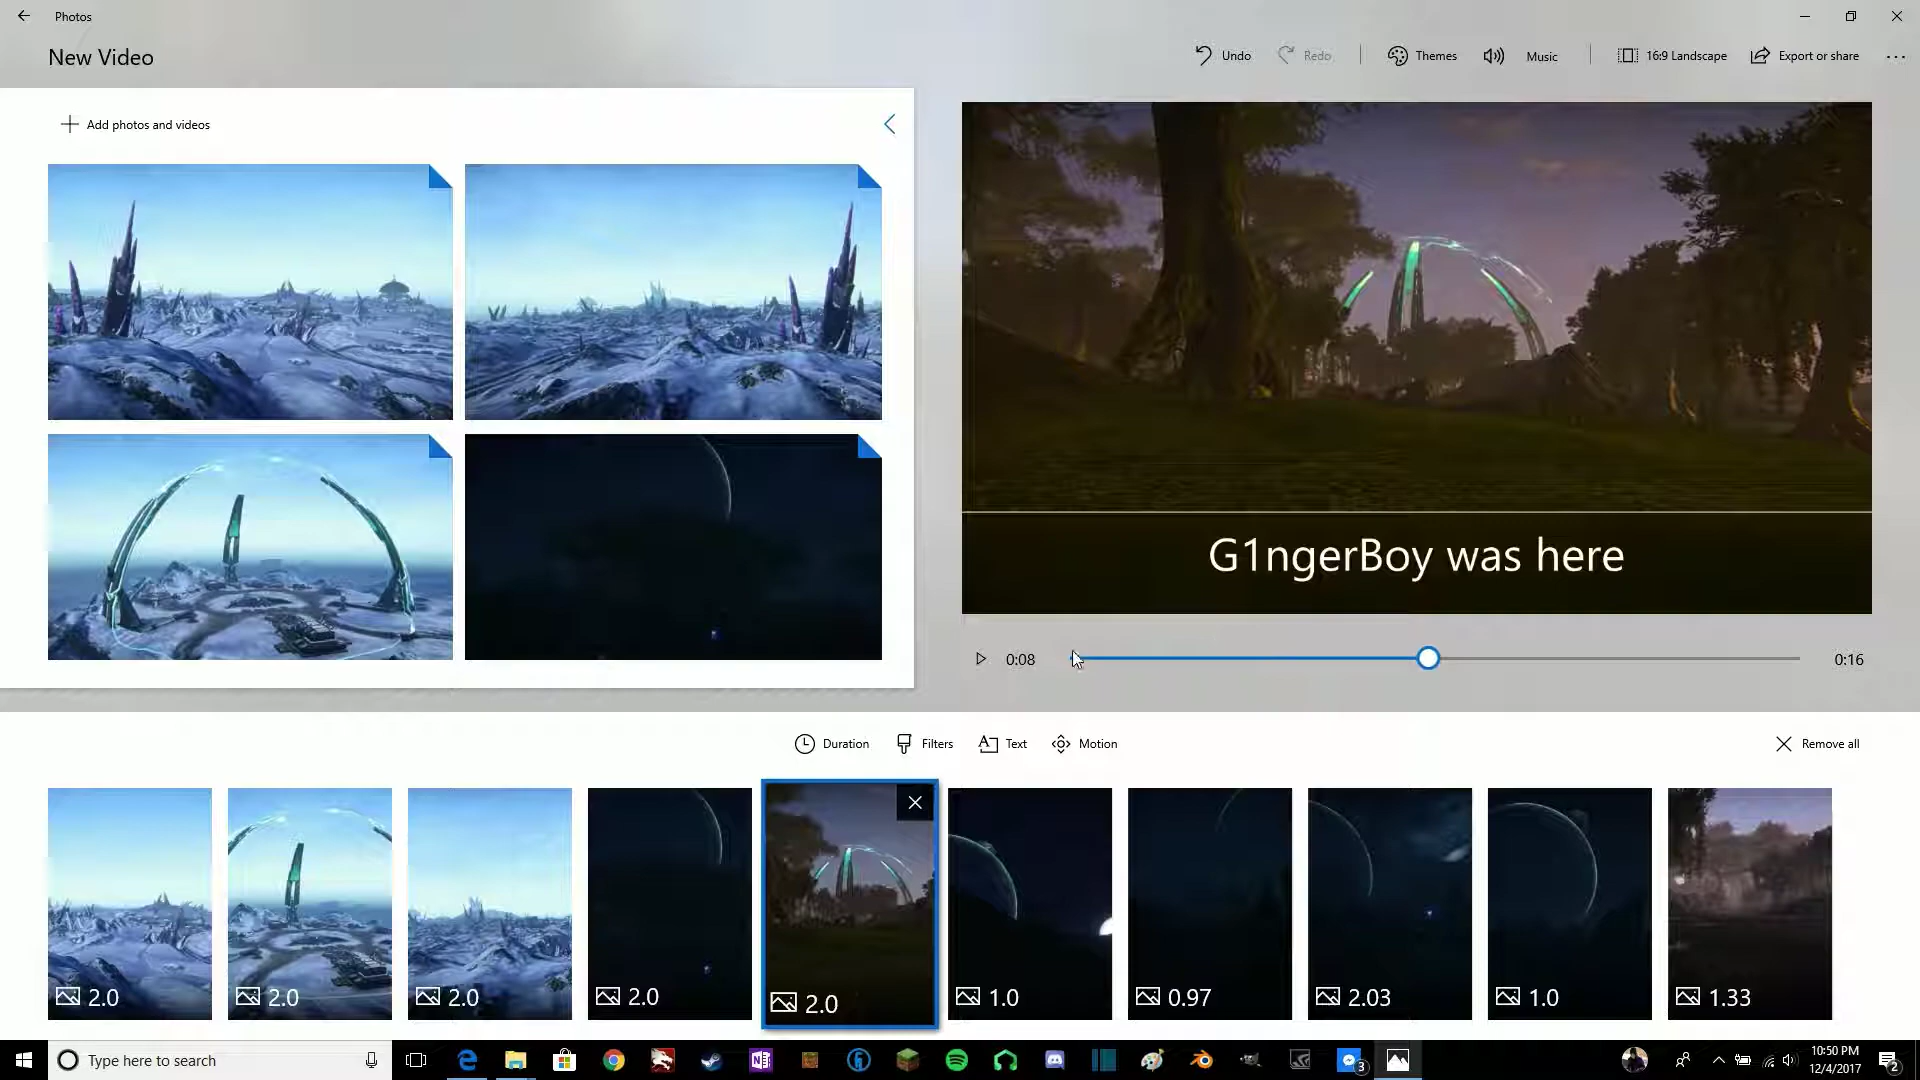 Photos
New Video
Undo
Redo
Themes
Music
16:9 Landscape
Export or share
Add photos and videos
G1ngerBoy was here
0:08
0:16
Duration
Filters
Text
Motion
Remove all
2.0
2.0
2.0
2.0
2.0
1.0
0.97
2.03
1.0
1.33
Type here to search
3
10:50 PM
12/4/2017
2